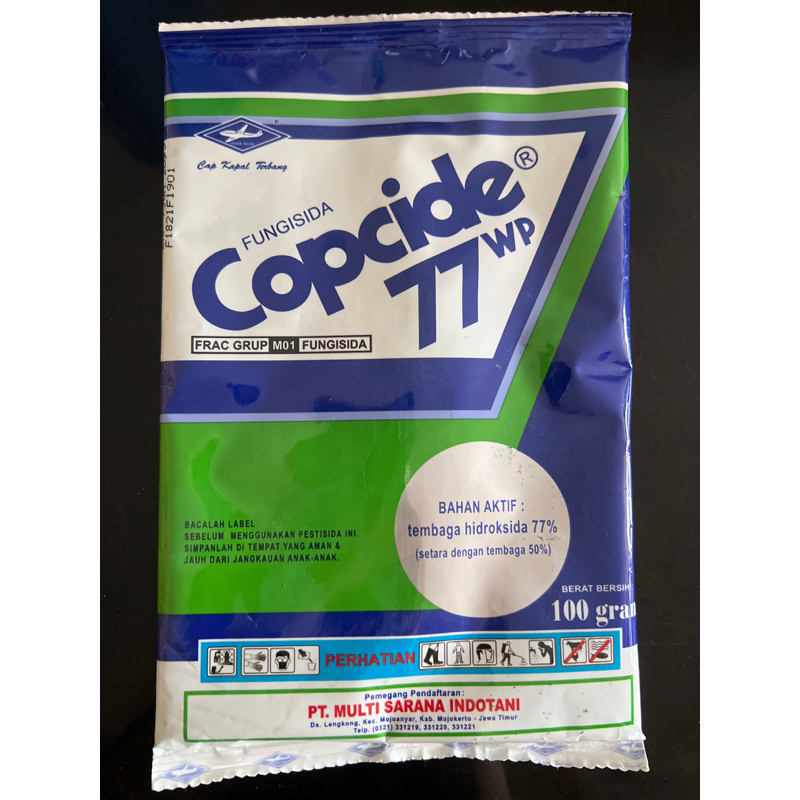 Cap Kapal Terbang
F1821F1901
FUNGISIDA
Copcide®
77 WP
FRAC GRUP M01 FUNGISIDA
BAHAN AKTIF :
tembaga hidroksida 77%
(setara dengan tembaga 50%)
BACALAH LABEL
SEBELUM MENGGUNAKAN PESTISIDA INI.
SIMPANLAH DI TEMPAT YANG AMAN &
JAUH DARI JANGKAUAN ANAK-ANAK.
BERAT BERSIH
100 gram
PERHATIAN
Pemegang Pendaftaran :
PT. MULTI SARANA INDOTANI
Ds. Lengkong, Kec. Mojoanyar, Kab. Mojokerto - Jawa Timur
Talp. (0321) 331219, 331220, 331221